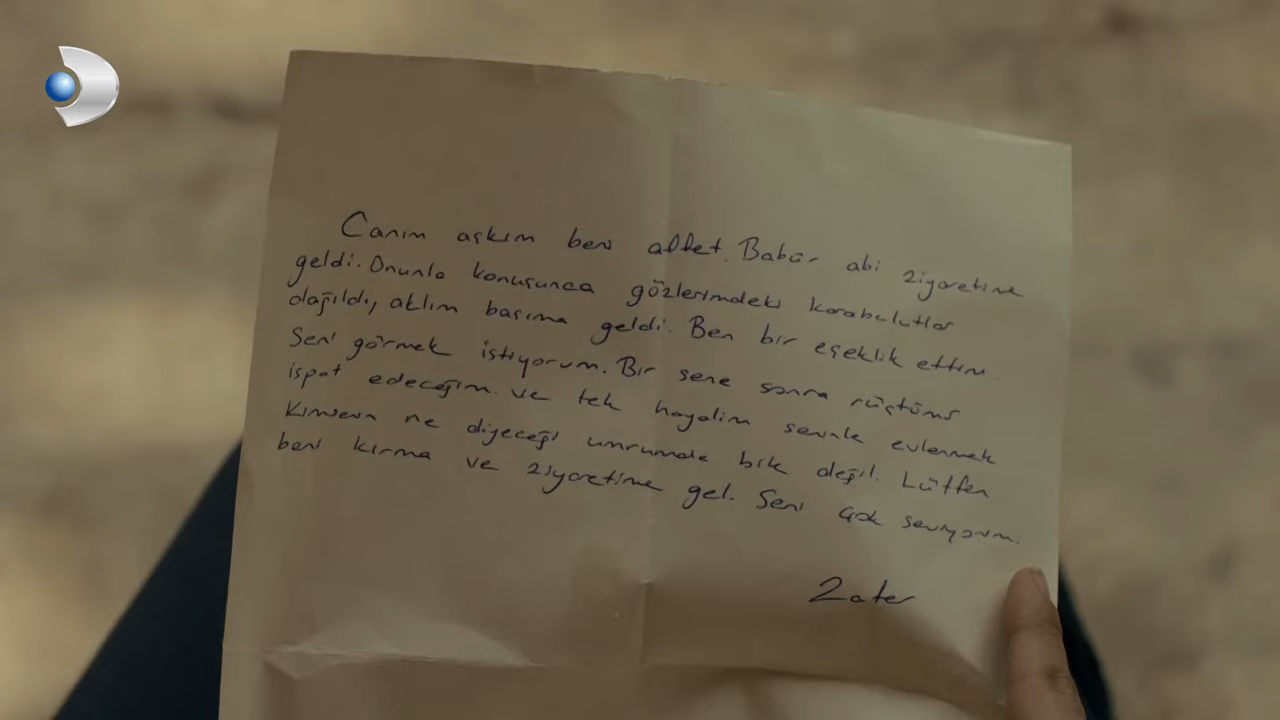 Canım aşkım beni affet. Babür abi ziyaretime
geldi. Onunla konuşunca gözlerimdeki karabulutlar
dağıldı, aklım başıma geldi. Ben bir eşeklik ettim
Seni görmek istiyorum. Bir sene sonra rüştümü
ispat edeceğim. ve tek hayalim seninle evlenmek
Kimsenin ne diyeceği umrumda bile değil. Lütfen
beni kırma ve ziyaretime gel. Seni çok seviyorum.
Zafer